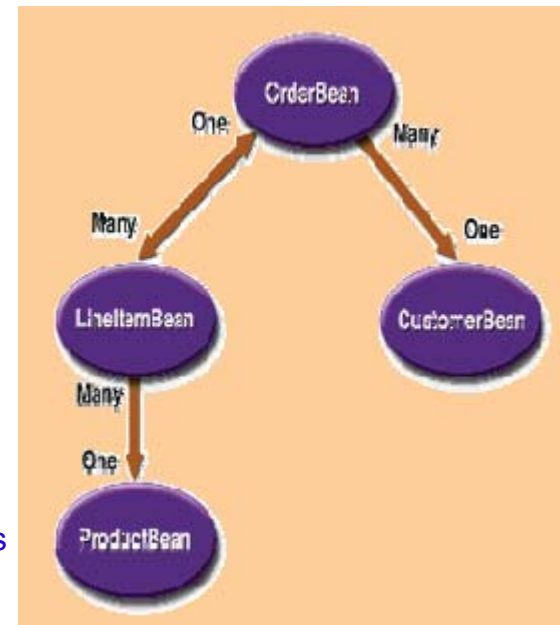 OrderBean
One
Many
Many
One
LineItemBean
CustomerBean
Many
One
ProductBean
s